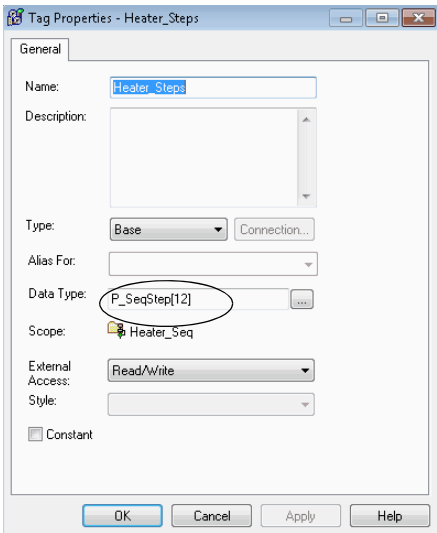 Tag Properties - Heater_Steps
General
Name: Heater_Steps
Description:
Type: Base Connection...
Alias For:
Data Type: P_SeqStep[12] ...
Scope: Heater_Seq
External Access: Read/Write
Style:
Constant
OK Cancel Apply Help